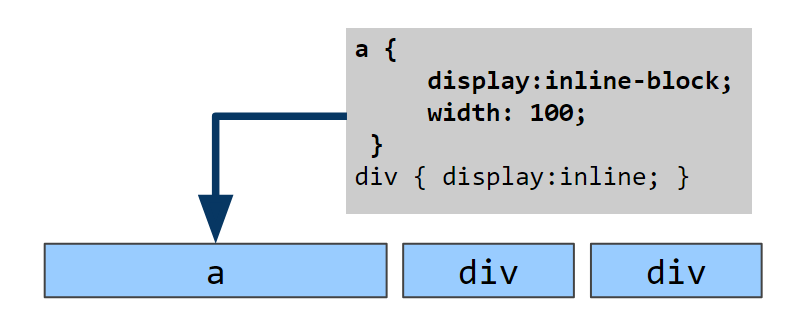 a {
display:inline-block;
width: 100;
}
div { display:inline; }
a
div
div